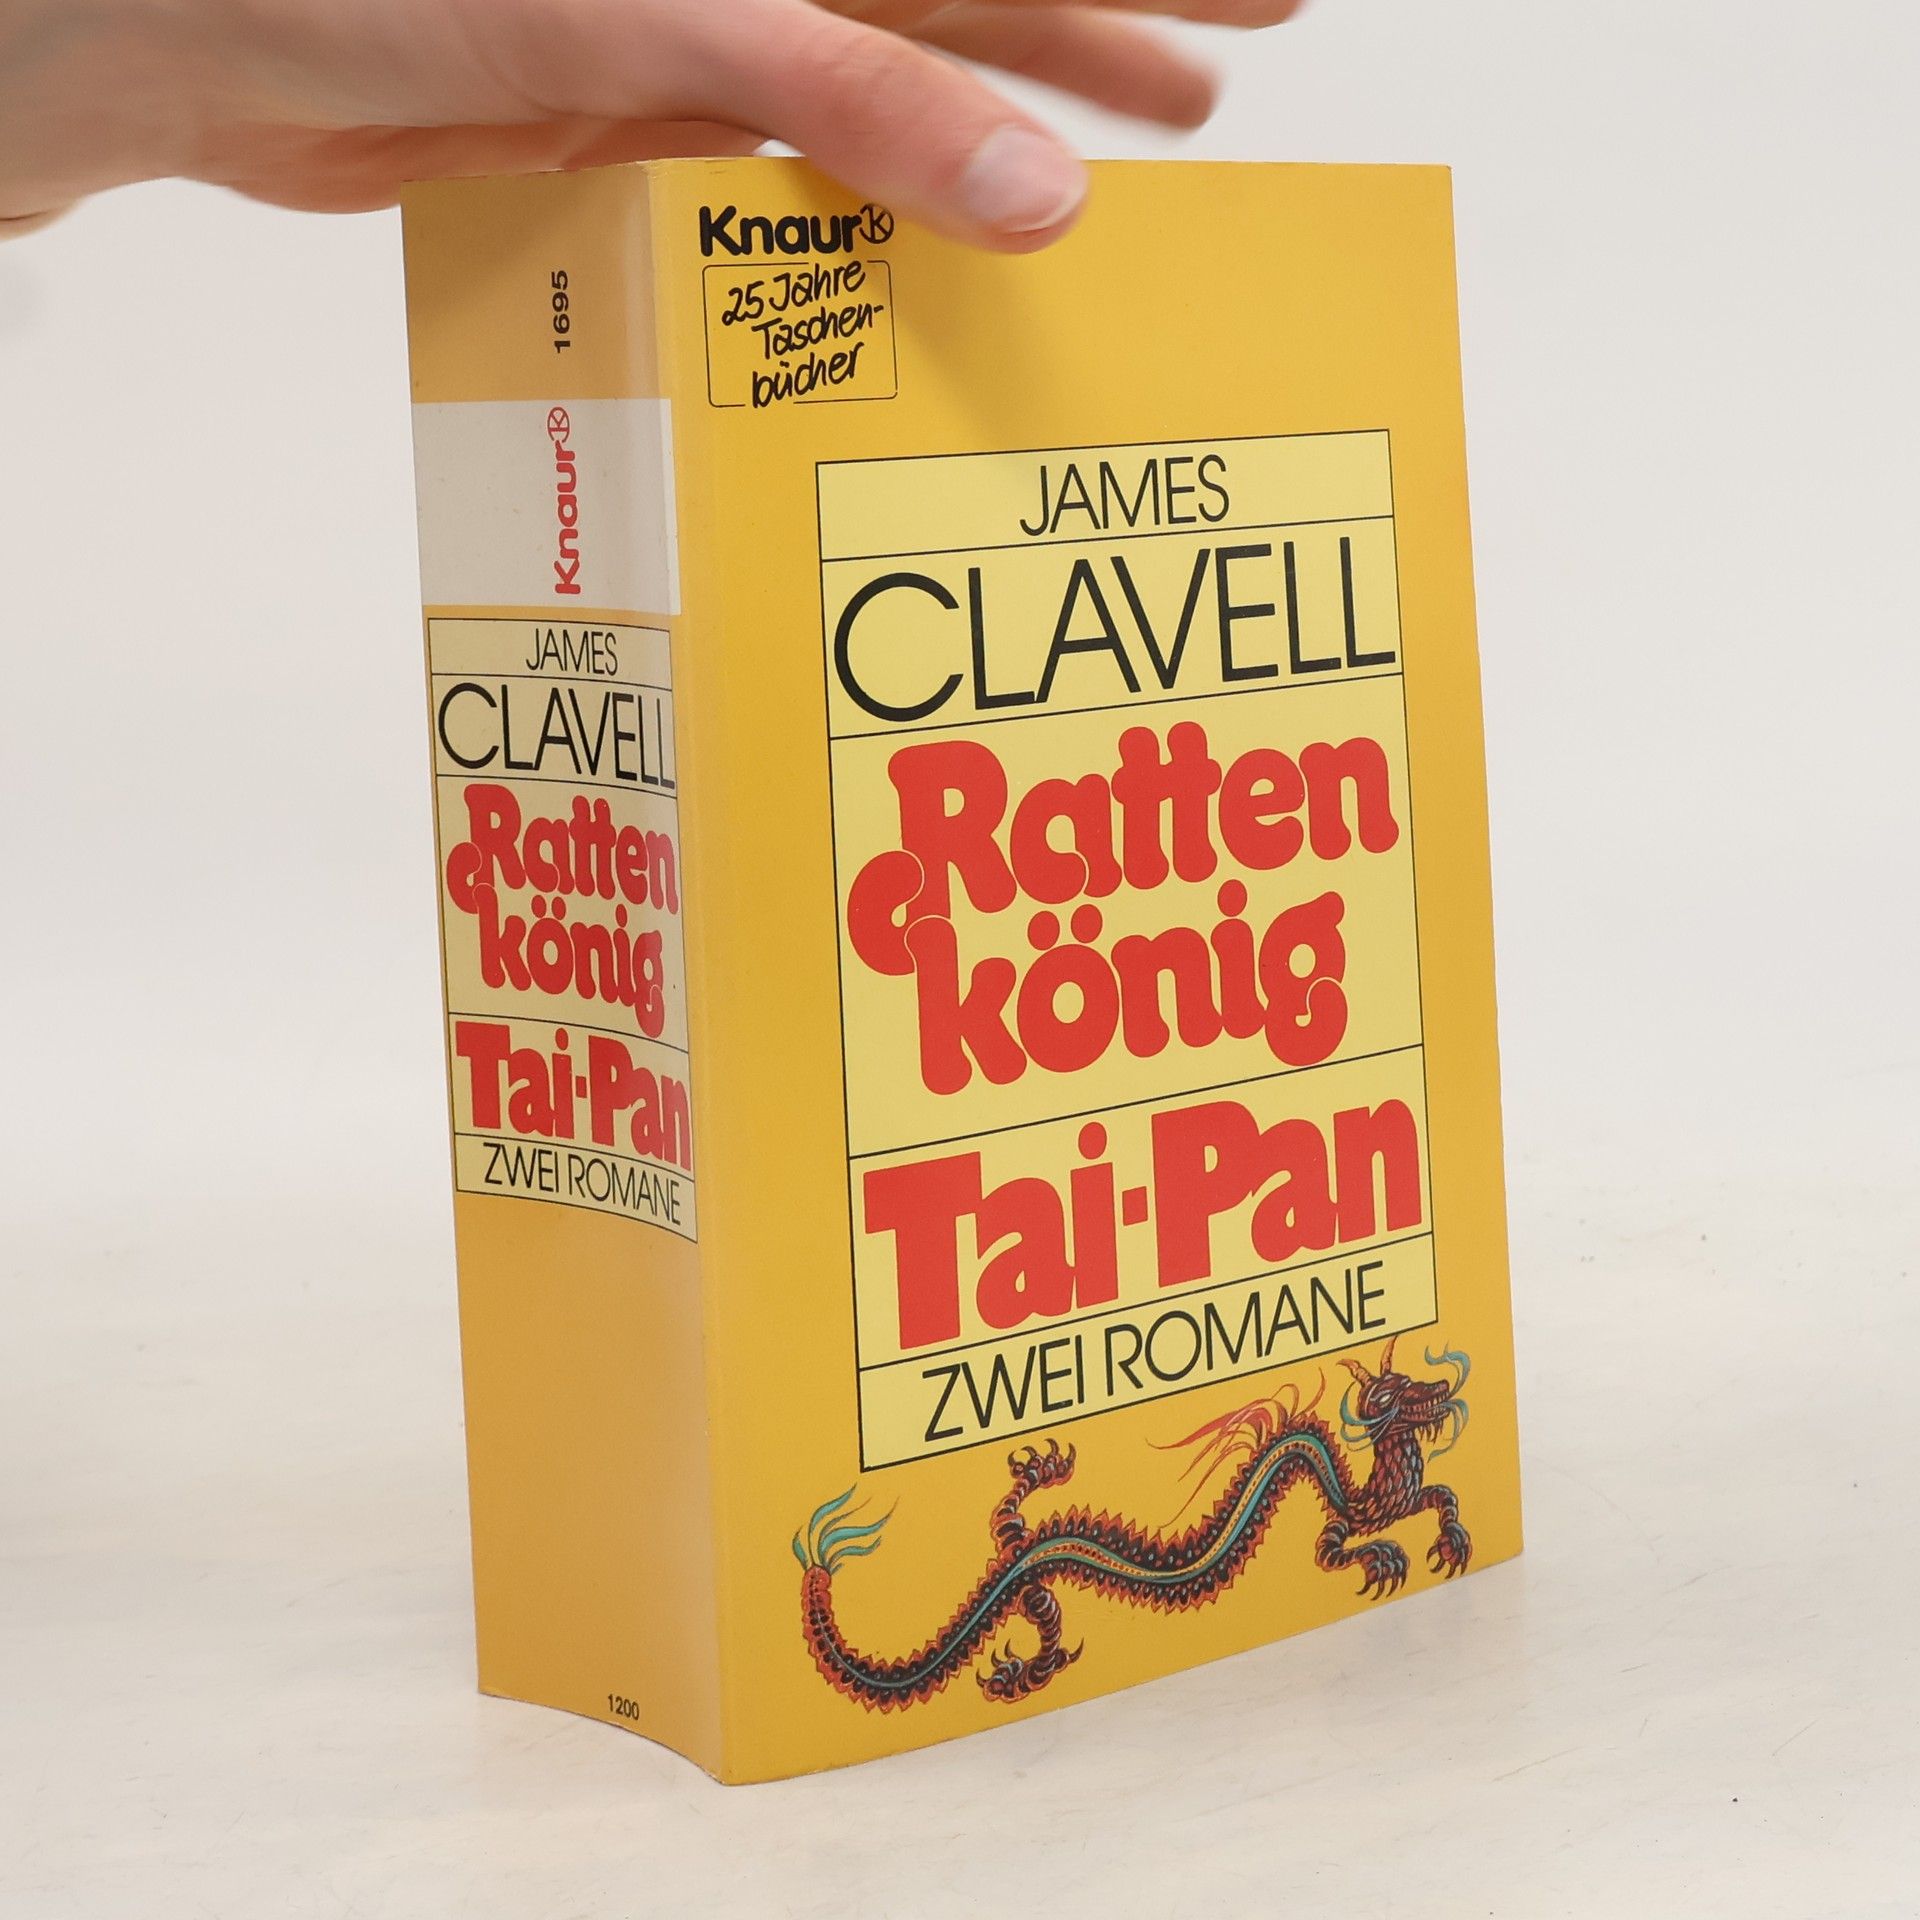 1695
Knaur
JAMES
CLAVELL
Ratten
könig
Tai-Pan
ZWEI ROMANE
1200
Knaur
25 Jahre
Taschen-
bücher
JAMES
CLAVELL
Ratten
könig
Tai-Pan
ZWEI ROMANE